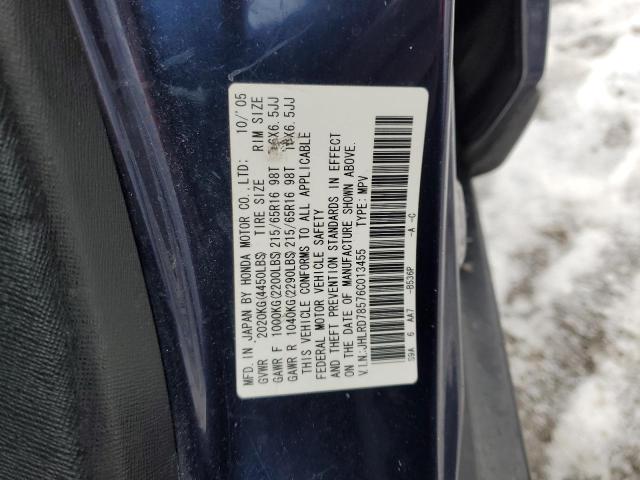 MFD. IN JAPAN BY HONDA MOTOR CO., LTD: 10/'05
GVWR 2020KG(4450LBS) TIRE SIZE RIM SIZE
GAWR F 1000KG(2200LBS) 215/65R16 98T 16X6.5JJ
GAWR R 1040KG(2290LBS) 215/65R16 98T 16X6.5JJ
THIS VEHICLE CONFORMS TO ALL APPLICABLE
FEDERAL MOTOR VEHICLE SAFETY
AND THEFT PREVENTION STANDARDS IN EFFECT
ON THE DATE OF MANUFACTURE SHOWN ABOVE.
V.I.N:JHLRD78576C013455 TYPE: MPV
S9A 6 AA7 -B536P -A -C